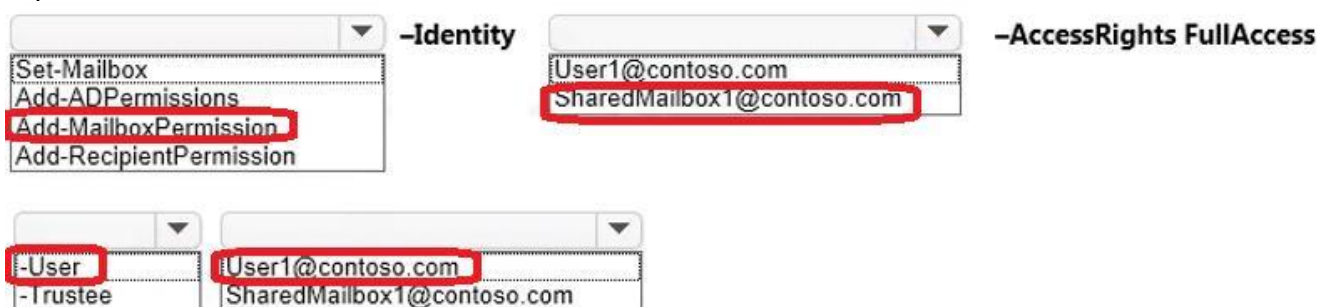 –Identity –AccessRights FullAccess
Set-Mailbox User1@contoso.com
Add-ADPermissions SharedMailbox1@contoso.com
Add-MailboxPermission
Add-RecipientPermission
-User User1@contoso.com
-Trustee SharedMailbox1@contoso.com